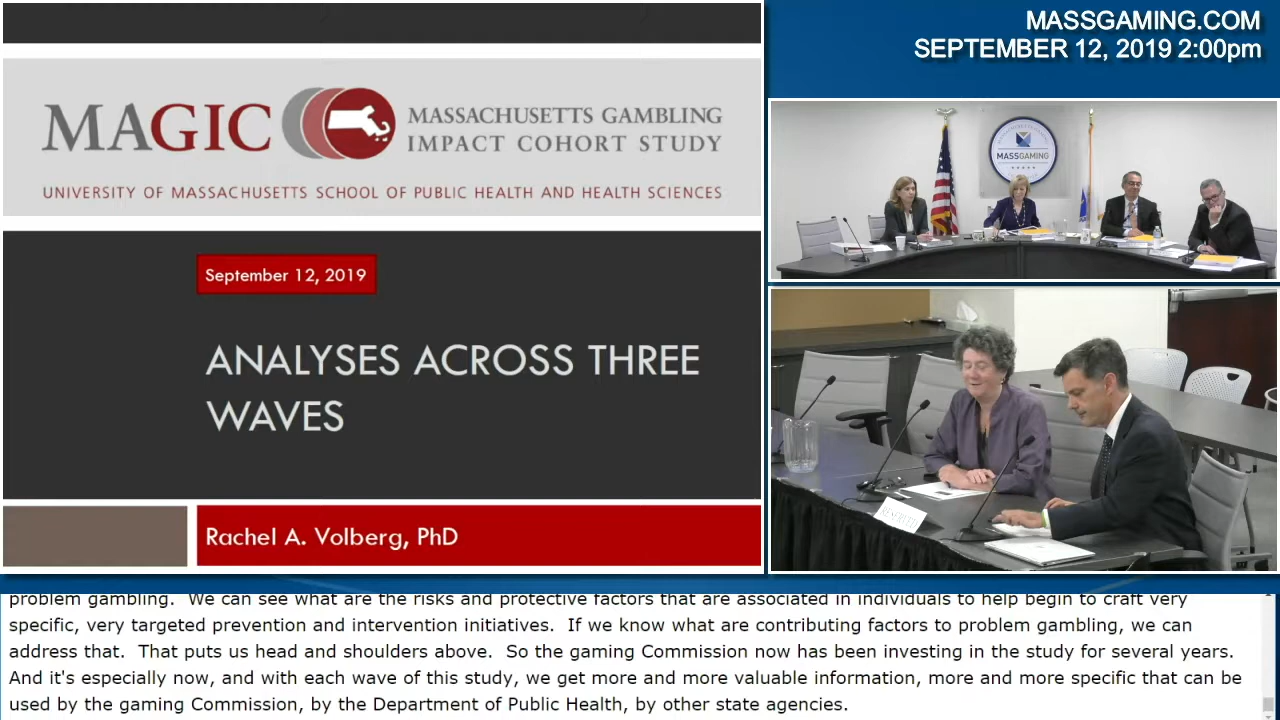 MASSGAMING.COM
SEPTEMBER 12, 2019 2:00pm
MAGIC
MASSACHUSETTS GAMBLING
IMPACT COHORT STUDY
UNIVERSITY OF MASSACHUSETTS SCHOOL OF PUBLIC HEALTH AND HEALTH SCIENCES
September 12, 2019
ANALYSES ACROSS THREE
WAVES
Rachel A. Volberg, PhD
MASSGAMING
RESERVED
problem gambling. We can see what are the risks and protective factors that are associated in individuals to help begin to craft very
specific, very targeted prevention and intervention initiatives. If we know what are contributing factors to problem gambling, we can
address that. That puts us head and shoulders above. So the gaming Commission now has been investing in the study for several years.
And it's especially now, and with each wave of this study, we get more and more valuable information, more and more specific that can be
used by the gaming Commission, by the Department of Public Health, by other state agencies.